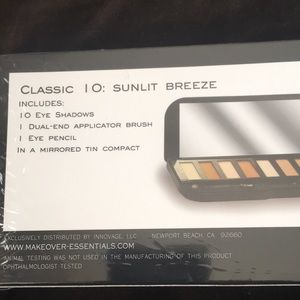 CLASSIC 10: SUNLIT BREEZE
INCLUDES:
10 EYE SHADOWS
1 DUAL-END APPLICATOR BRUSH
1 EYE PENCIL
IN A MIRRORED TIN COMPACT
EXCLUSIVELY DISTRIBUTED BY INNOVAGE, LLC NEWPORT BEACH, CA 92660
WWW.MAKEOVER-ESSENTIALS.COM
ANIMAL TESTING WAS NOT USED IN THE MANUFACTURING OF THIS PRODUCT
OPHTHALMOLOGIST TESTED